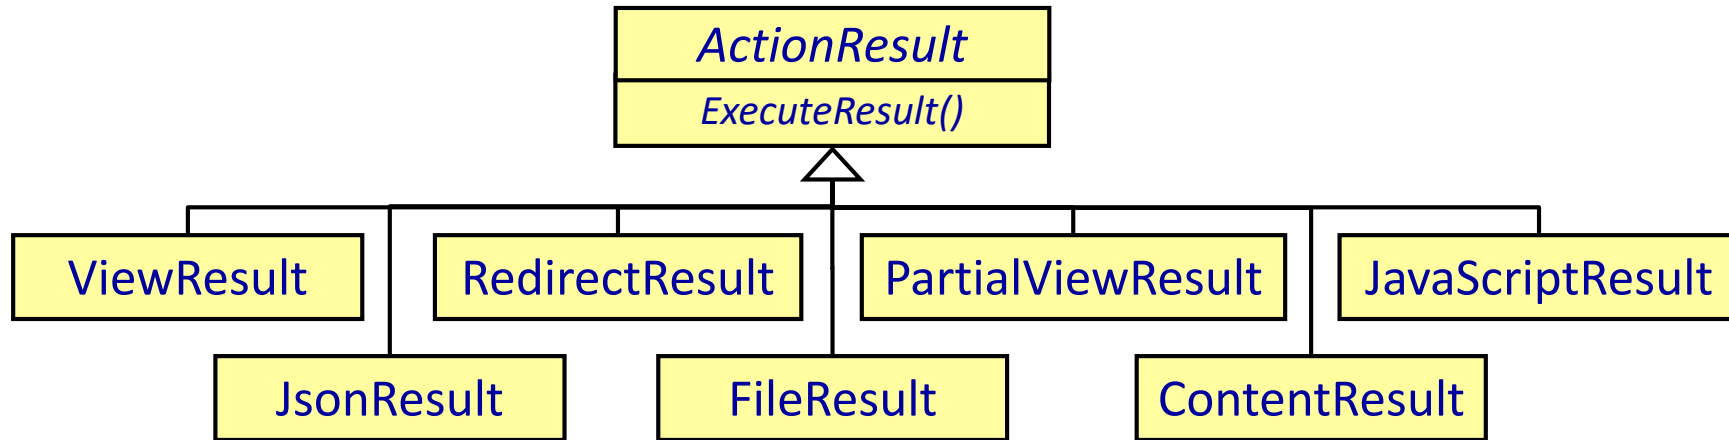 ActionResult
ExecuteResult()
ViewResult
RedirectResult
PartialViewResult
JavaScriptResult
JsonResult
FileResult
ContentResult